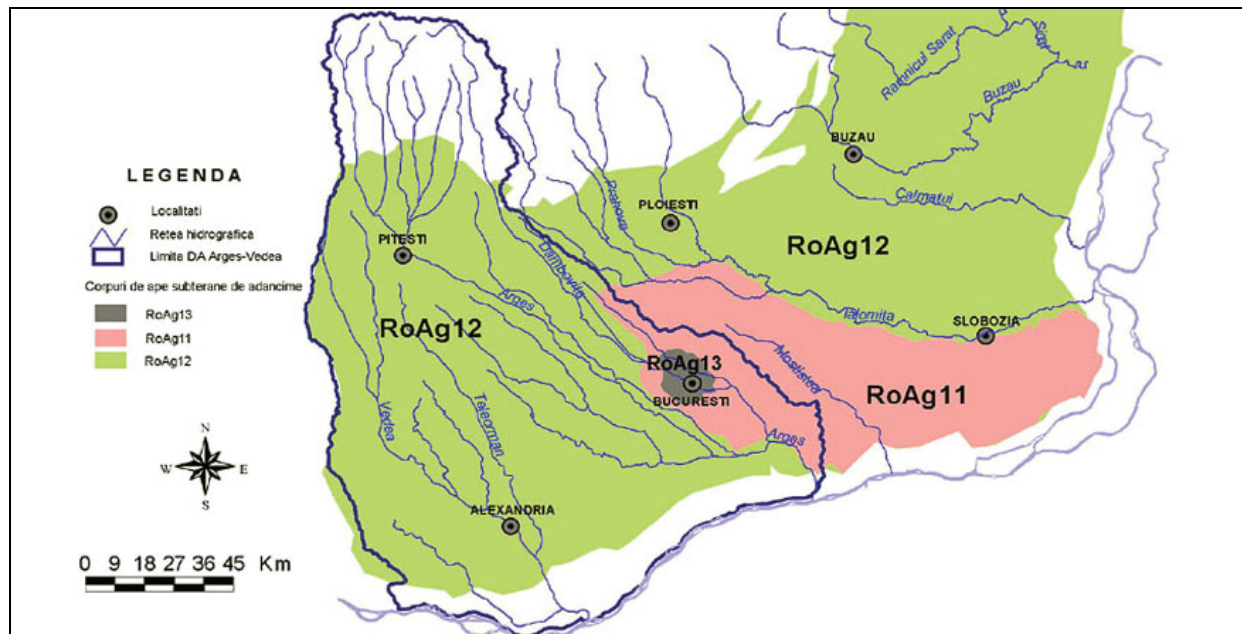 LEGENDA
Localitati
Retea hidrografica
Limita DA Arges-Vedea
Corpuri de ape subterane de adancime
RoAg13
RoAg11
RoAg12
N
W
E
S
0 9 18 27 36 45 Km
Ramnicul Sarat
Siret
Buzau
BUZAU
Calmatui
Prahova
PLOIESTI
PITESTI
RoAg12
Dambovita
Arges
RoAg12
Ialomita
SLOBOZIA
Mostistea
RoAg13
BUCURESTI
RoAg11
Vedea
Teleorman
Arges
ALEXANDRIA